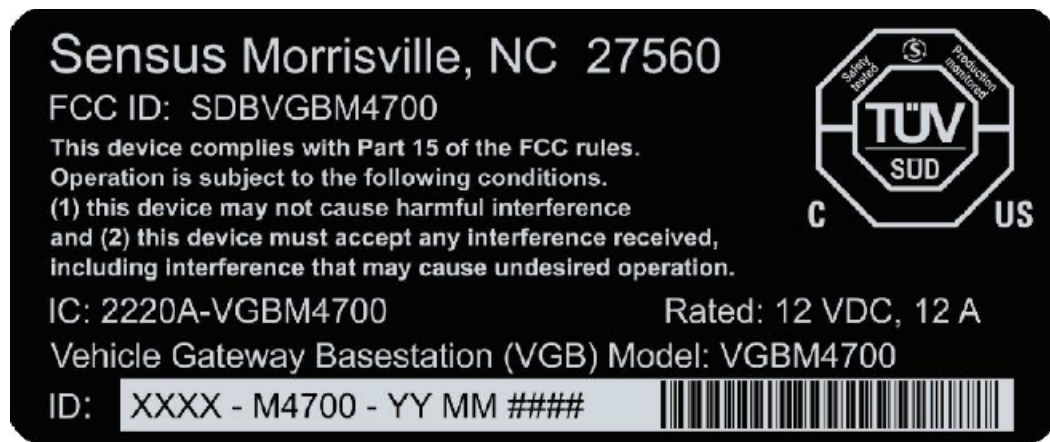 Sensus Morrisville, NC 27560
FCC ID: SDBVGBM4700
This device complies with Part 15 of the FCC rules.
Operation is subject to the following conditions.
(1) this device may not cause harmful interference
and (2) this device must accept any interference received,
including interference that may cause undesired operation.
IC: 2220A-VGBM4700 Rated: 12 VDC, 12 A
Vehicle Gateway Basestation (VGB) Model: VGBM4700
ID: XXXX - M4700 - YY MM ####
Safety tested
S
Production monitored
TÜV
SÜD
C US